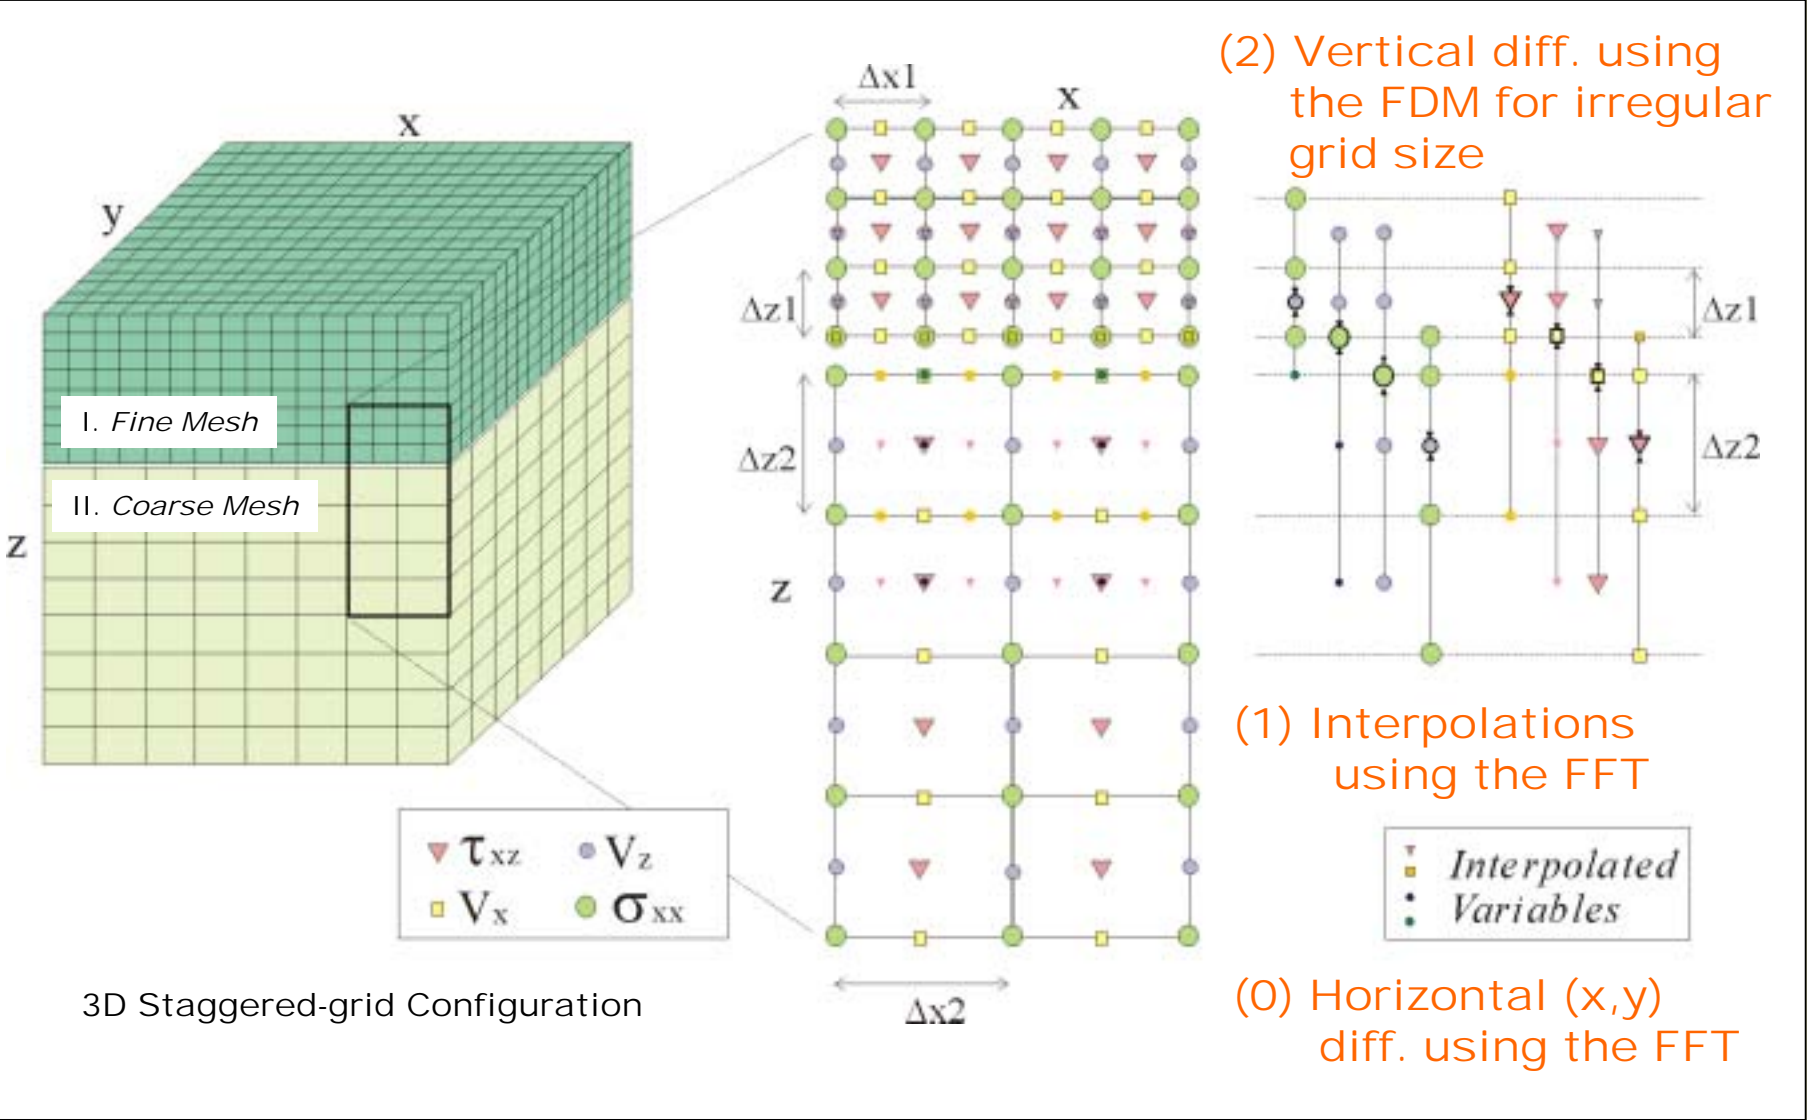 x
y
z
I. Fine Mesh
II. Coarse Mesh
τxz
Vz
Vx
σxx
3D Staggered-grid Configuration
Δx1
x
Δz1
Δz2
z
Δx2
(2) Vertical diff. using
the FDM for irregular
grid size
Δz1
Δz2
(1) Interpolations
using the FFT
Interpolated
Variables
(0) Horizontal (x,y)
diff. using the FFT